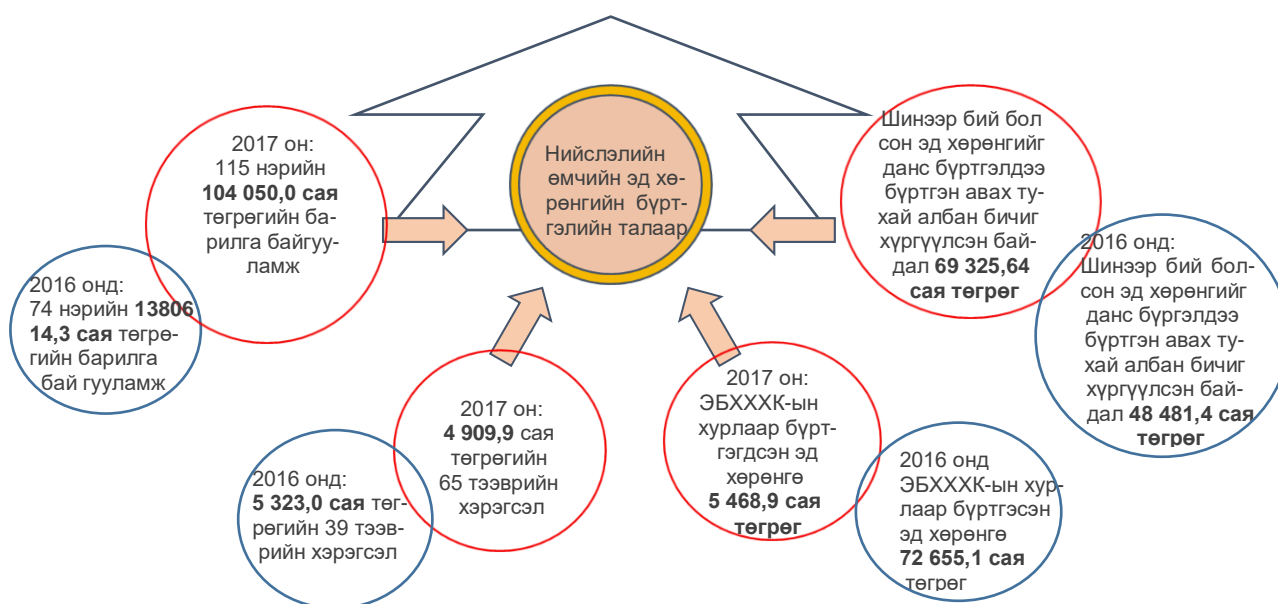 Нийслэлийн
өмчийн эд хө-
рөнгийн бүрт-
гэлийн талаар
2017 он:
115 нэрийн
104 050,0 сая
төгрөгийн ба-
рилга байгуу-
ламж
2016 онд:
74 нэрийн 13806
14,3 сая төгрө-
гийн барилга
бай гууламж
2017 он:
4 909,9 сая
төгрөгийн
65 тээврийн
хэрэгсэл
2016 онд:
5 323,0 сая төг-
рөгийн 39 тээв-
рийн хэрэгсэл
2017 он:
ЭБХХХК-ын
хурлаар бүрт-
гэгдсэн эд
хөрөнгө
5 468,9 сая
төгрөг
2016 онд
ЭБХХХК-ын хур-
лаар бүртгэсэн
эд хөрөнгө
72 655,1 сая
төгрөг
Шинээр бий бол
сон эд хөрөнгийг
данс бүртгэлдээ
бүртгэн авах ту-
хай албан бичиг
хүргүүлсэн бай-
дал 69 325,64
сая төгрөг
2016 онд:
Шинээр бий бол-
сон эд хөрөнгийг
данс бүргэлдээ
бүртгэн авах ту-
хай албан бичиг
хүргүүлсэн бай-
дал 48 481,4 сая
төгрөг